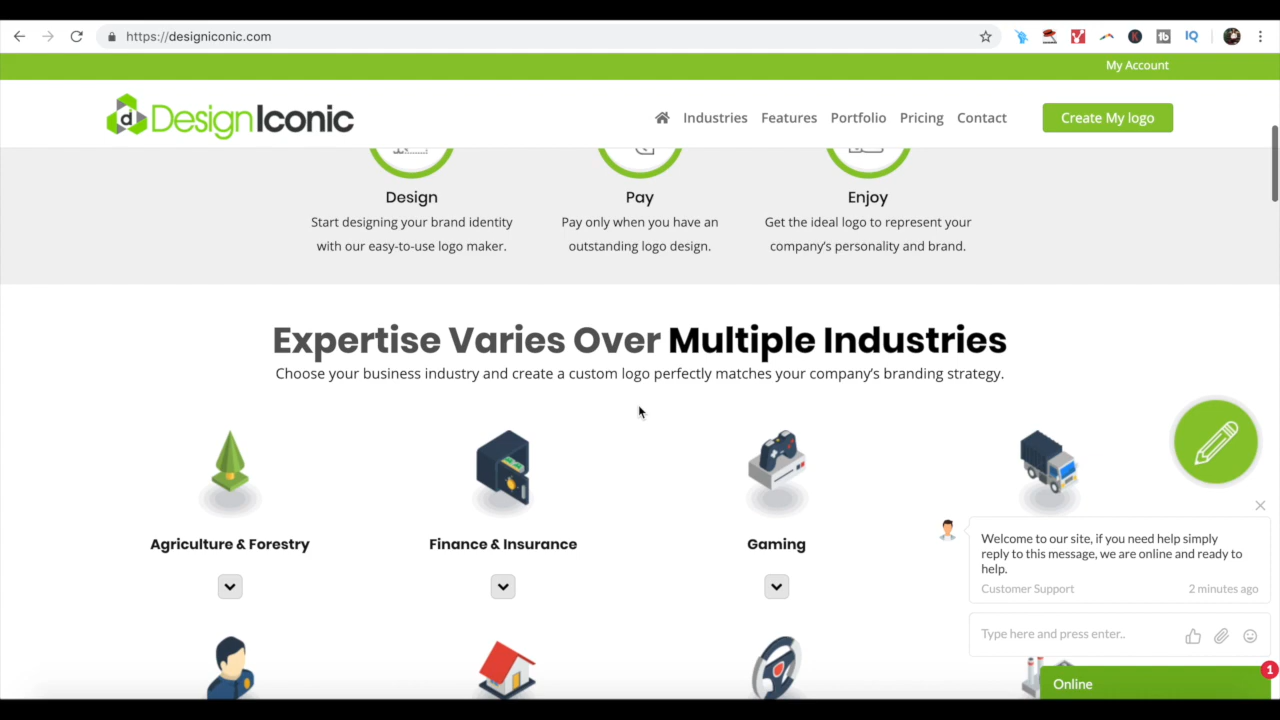 https://designiconic.com
My Account
d DesignIconic
Industries Features Portfolio Pricing Contact
Create My logo
Design
Start designing your brand identity
with our easy-to-use logo maker.
Pay
Pay only when you have an
outstanding logo design.
Enjoy
Get the ideal logo to represent your
company's personality and brand.
Expertise Varies Over Multiple Industries
Choose your business industry and create a custom logo perfectly matches your company's branding strategy.
Agriculture & Forestry
Finance & Insurance
Gaming
Welcome to our site, if you need help simply
reply to this message, we are online and ready to
help.
Customer Support 2 minutes ago
Type here and press enter..
Online
1
tb
IQ